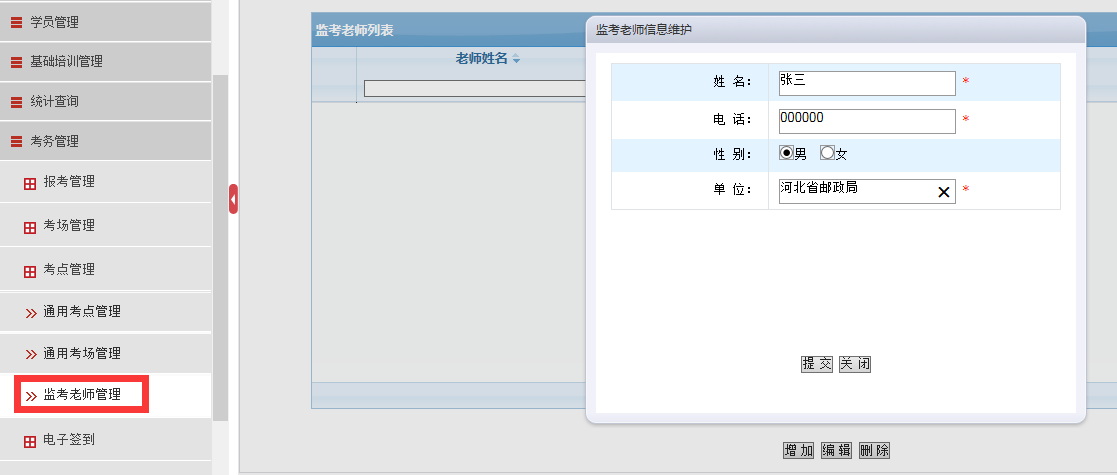 学员管理
基础培训管理
统计查询
考务管理
报考管理
考场管理
考点管理
通用考点管理
通用考场管理
监考老师管理
电子签到
监考老师列表
老师姓名
监考老师信息维护
姓 名：
张三
*
电 话：
000000
*
性 别：
男 女
单 位：
河北省邮政局
*
提 交 关 闭
增 加 编 辑 删 除